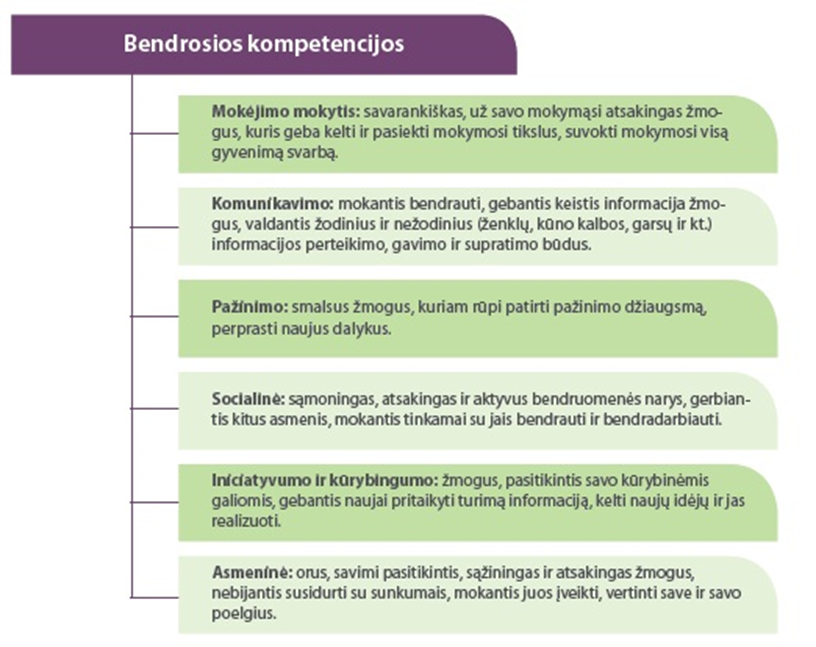 Bendrosios kompetencijos
Mokėjimo mokytis: savarankiškas, už savo mokymąsi atsakingas žmo-
gus, kuris geba kelti ir pasiekti mokymosi tikslus, suvokti mokymosi visą
gyvenimą svarbą.
Komunikavimo: mokantis bendrauti, gebantis keistis informacija žmo-
gus, valdantis žodinius ir nežodinius (ženklų, kūno kalbos, garsų ir kt.)
informacijos perteikimo, gavimo ir supratimo būdus.
Pažinimo: smalsus žmogus, kuriam rūpi patirti pažinimo džiaugsmą,
perprasti naujus dalykus.
Socialinė: sąmoningas, atsakingas ir aktyvus bendruomenės narys, gerbian-
tis kitus asmenis, mokantis tinkamai su jais bendrauti ir bendradarbiauti.
Iniciatyvumo ir kūrybingumo: žmogus, pasitikintis savo kūrybinėmis
galiomis, gebantis naujai pritaikyti turimą informaciją, kelti naujų idėjų ir jas
realizuoti.
Asmeninė: orus, savimi pasitikintis, sąžiningas ir atsakingas žmogus,
nebijantis susidurti su sunkumais, mokantis juos įveikti, vertinti save ir savo
poelgius.